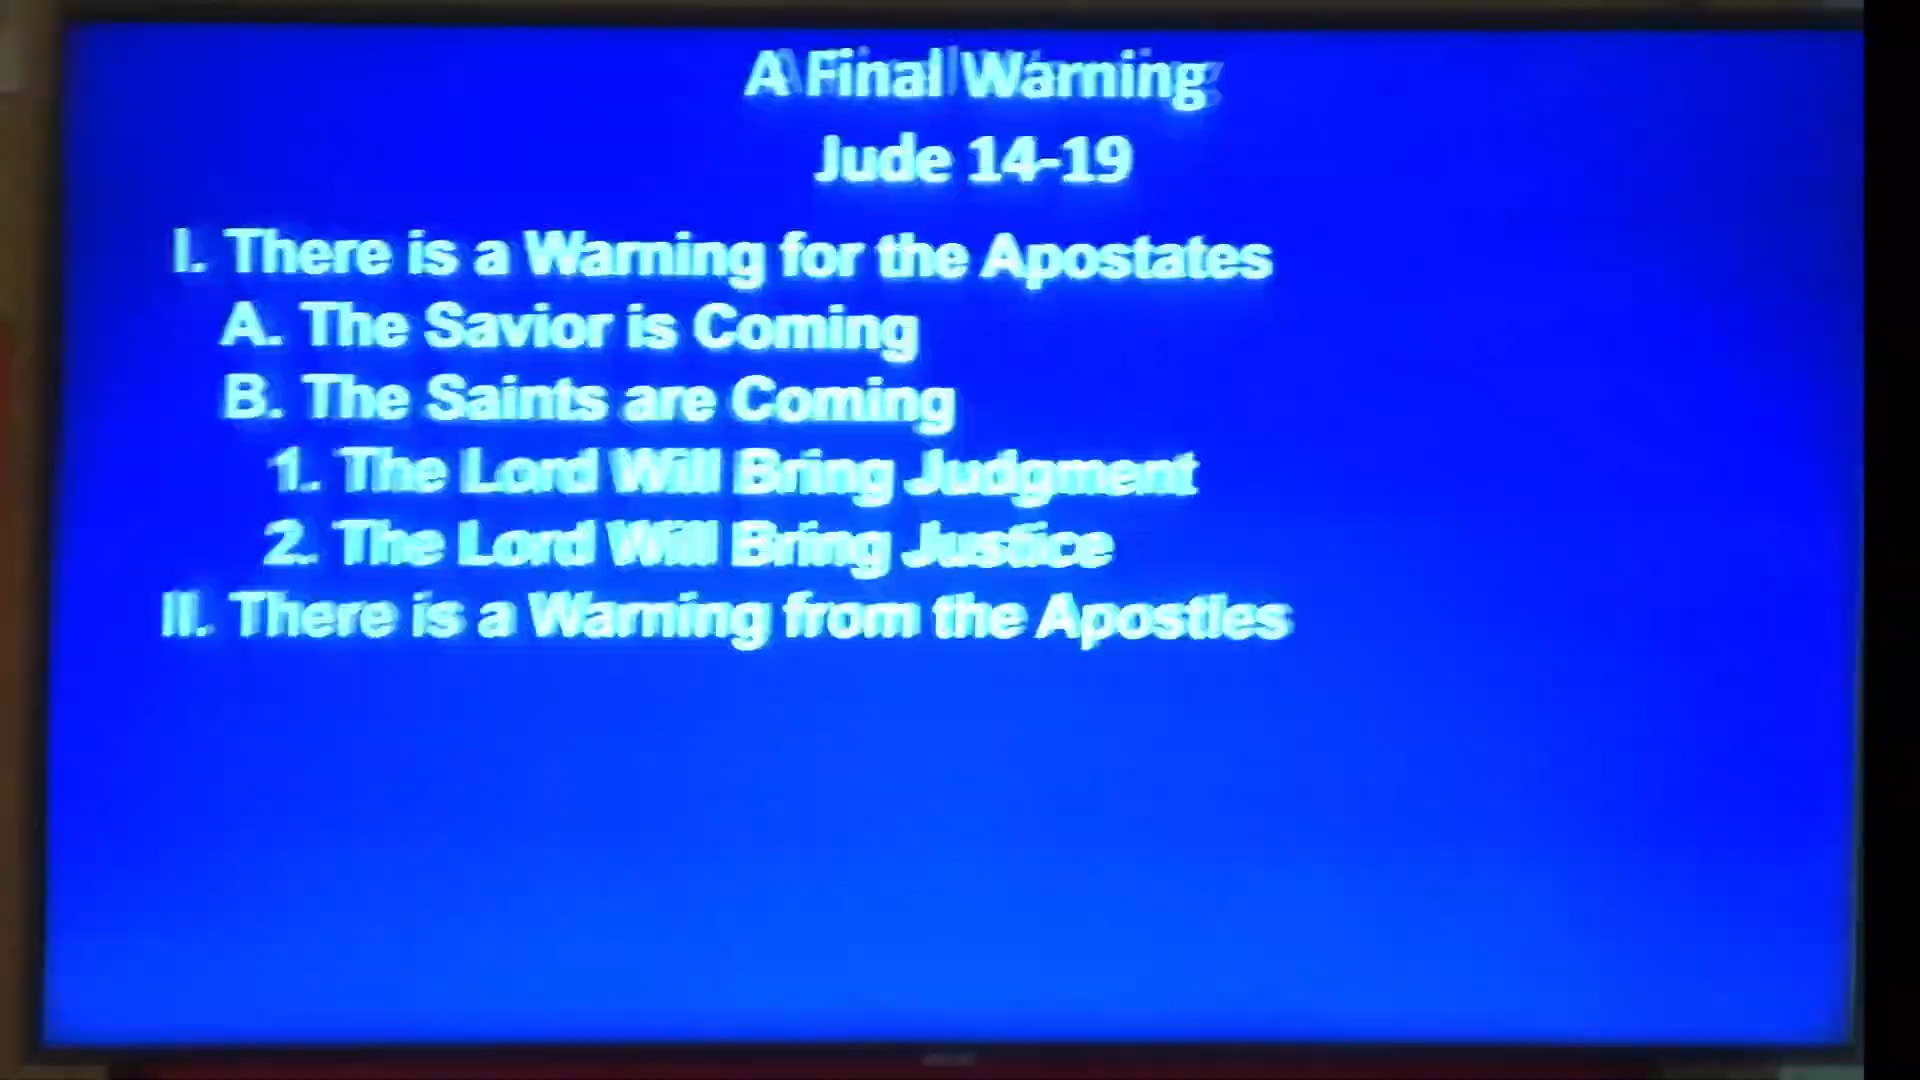 A Final Warning
Jude 14-19
I. There is a Warning for the Apostates
A. The Savior is Coming
B. The Saints are Coming
1. The Lord Will Bring Judgment
2. The Lord Will Bring Justice
II. There is a Warning from the Apostles